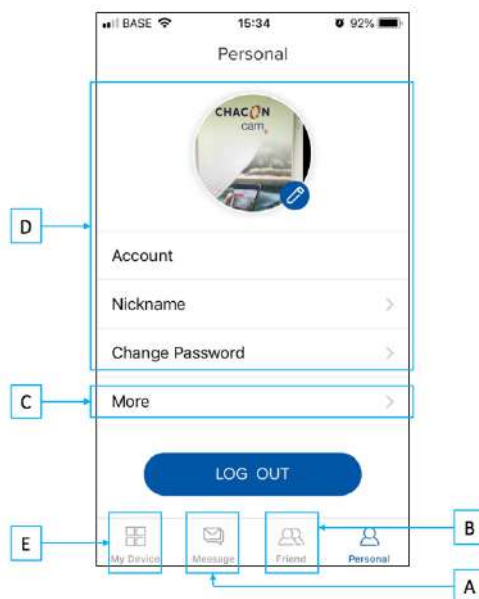 BASE 15:34 92%
Personal
CHACON
cam
D
Account
Nickname
Change Password
C
More
LOG OUT
E
B
My Device Message Friend Personal
A